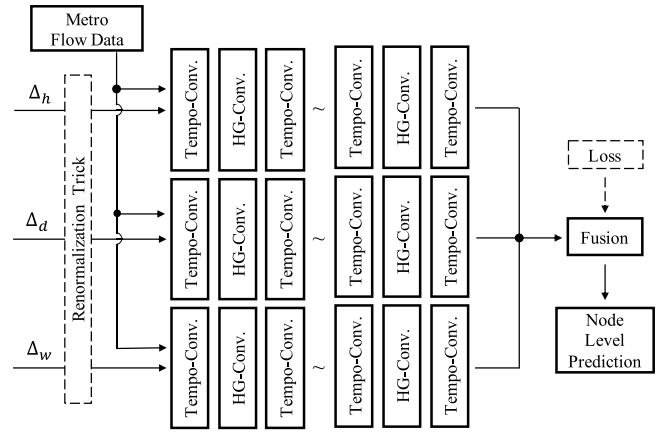 Metro
Flow Data
Δh
Δd
Δw
Renormalization Trick
Tempo-Conv.
HG-Conv.
Tempo-Conv.
~
Tempo-Conv.
HG-Conv.
Tempo-Conv.
Tempo-Conv.
HG-Conv.
Tempo-Conv.
~
Tempo-Conv.
HG-Conv.
Tempo-Conv.
Tempo-Conv.
HG-Conv.
Tempo-Conv.
~
Tempo-Conv.
HG-Conv.
Tempo-Conv.
Loss
Fusion
Node
Level
Prediction